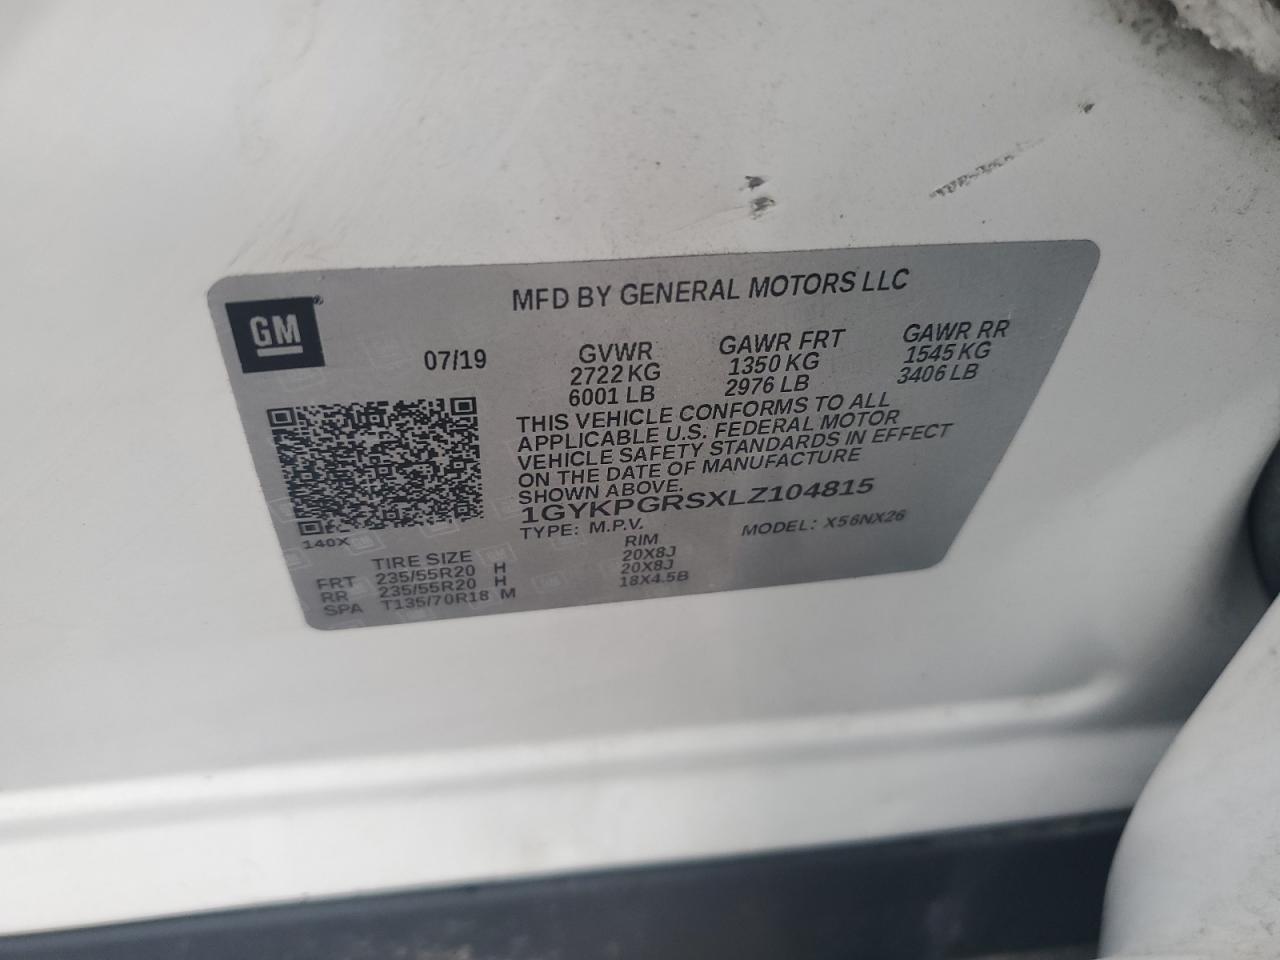 GM
MFD BY GENERAL MOTORS LLC
07/19 GVWR GAWR FRT GAWR RR
2722 KG 1350 KG 1545 KG
6001 LB 2976 LB 3406 LB
THIS VEHICLE CONFORMS TO ALL
APPLICABLE U.S. FEDERAL MOTOR
VEHICLE SAFETY STANDARDS IN EFFECT
ON THE DATE OF MANUFACTURE
SHOWN ABOVE.
1GYKPGRSXLZ104815
TYPE: M.P.V. MODEL: X56NX26
140X
TIRE SIZE RIM
FRT 235/55R20 H 20X8J
RR 235/55R20 H 20X8J
SPA T135/70R18 M 18X4.5B